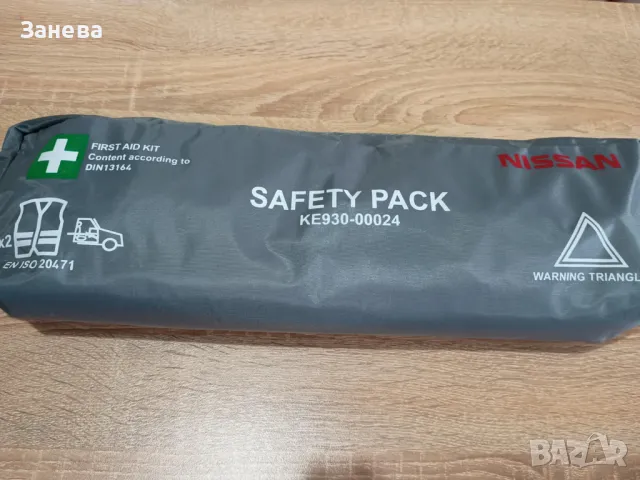 Занева
FIRST AID KIT
Content according to
DIN13164
NISSAN
SAFETY PACK
KE930-00024
x2
EN ISO 20471
WARNING TRIANGL
BAZAR